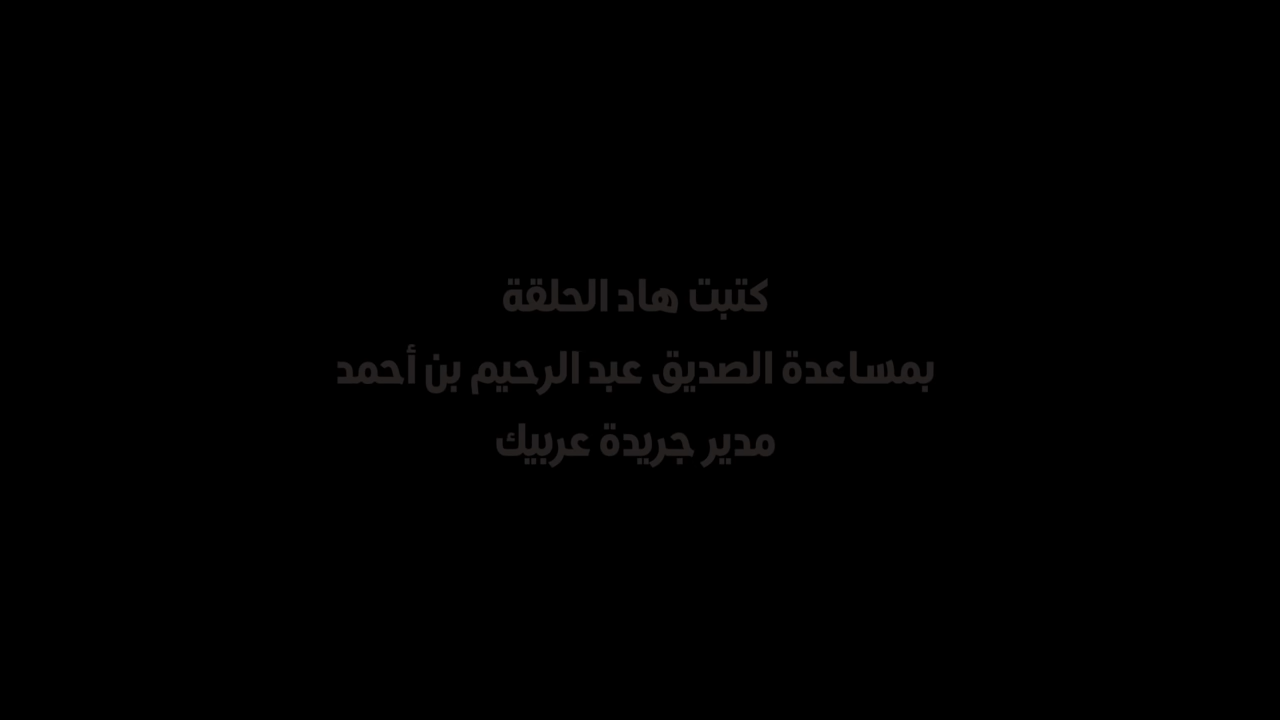 كتبت هاد الحلقة
بمساعدة الصديق عبد الرحيم بن أحمد
مدير جريدة عربيك